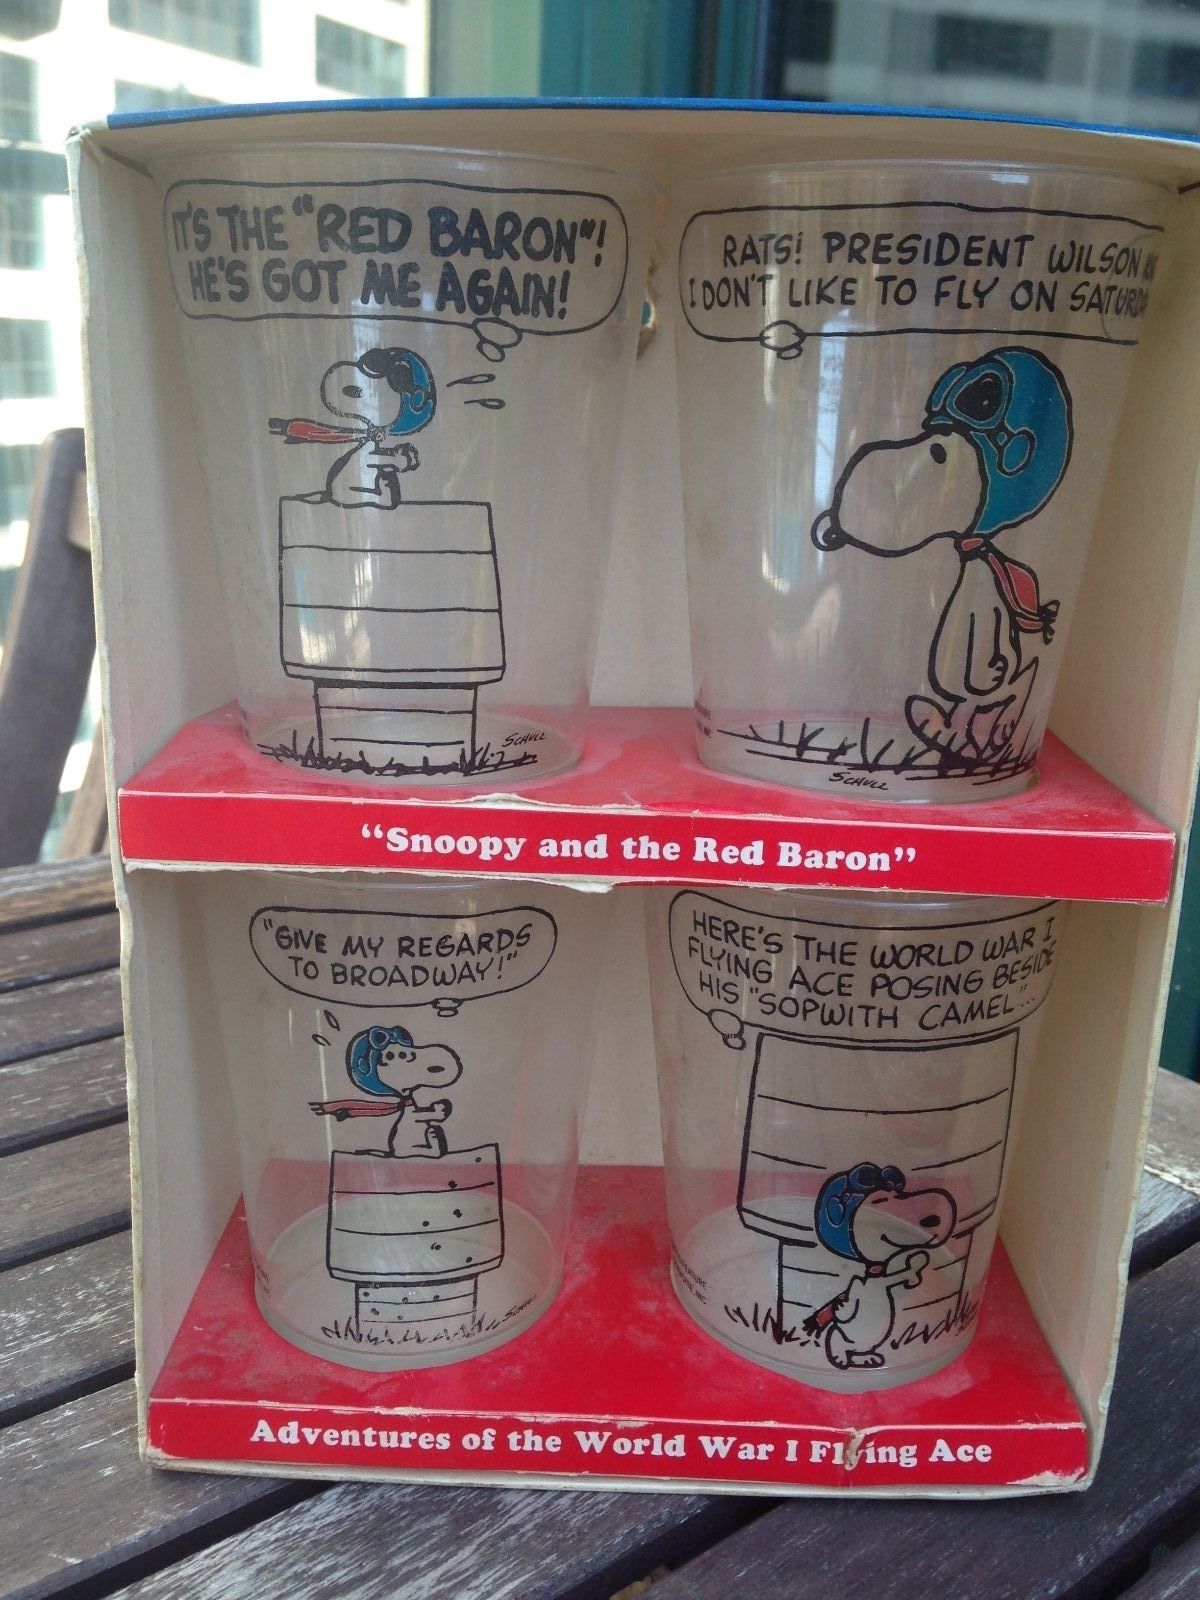 IT'S THE "RED BARON"!
HE'S GOT ME AGAIN!
RATS! PRESIDENT WILSON
I DON'T LIKE TO FLY ON
SCHULZ
SCHULZ
"Snoopy and the Red Baron"
"GIVE MY REGARDS
TO BROADWAY!"
HERE'S THE WORLD WAR I
FLYING ACE POSING BESIDE
HIS "SOPWITH CAMEL"...
Adventures of the World War I Flying Ace